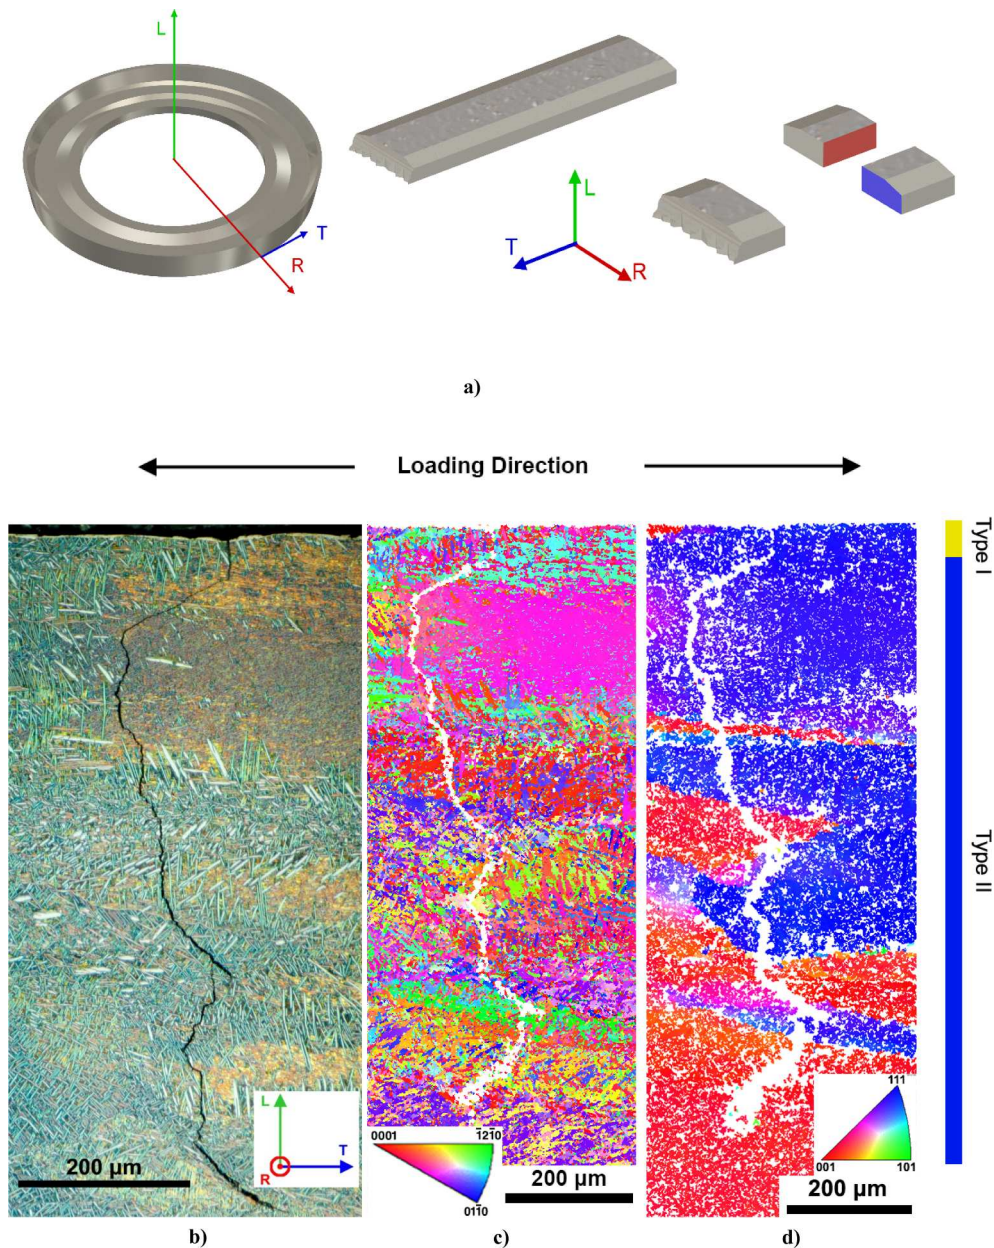 L
T
R
L
T
R
a)
Loading Direction
Type I
Type II
L
T
R
200 µm
0001
1̅21̅0
011̅0
200 µm
111
001
101
200 µm
b)
c)
d)